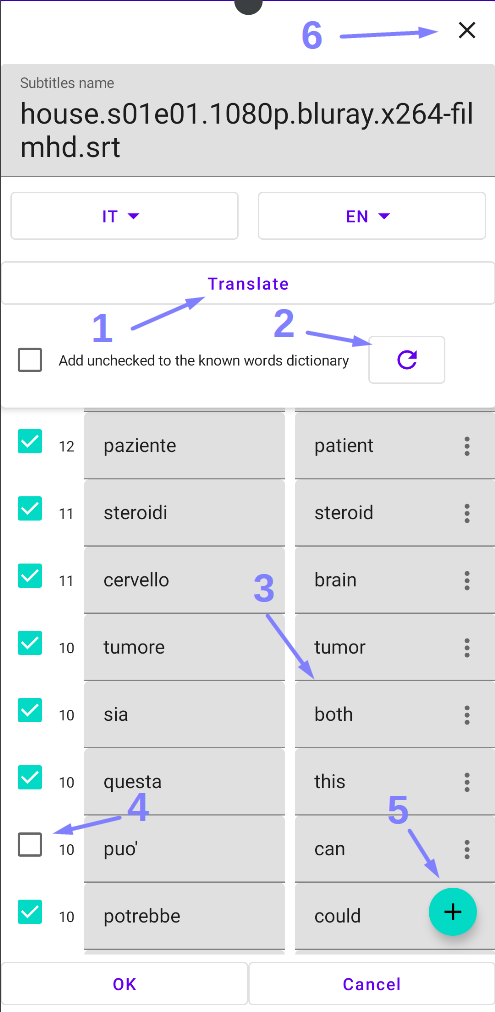 6
Subtitles name
house.s01e01.1080p.bluray.x264-fil
mhd.srt
IT EN
Translate
1 2
Add unchecked to the known words dictionary
12 paziente patient
11 steroidi steroid
11 cervello brain
3
10 tumore tumor
10 sia both
10 questa this
4 5
10 puo' can
10 potrebbe could
OK Cancel